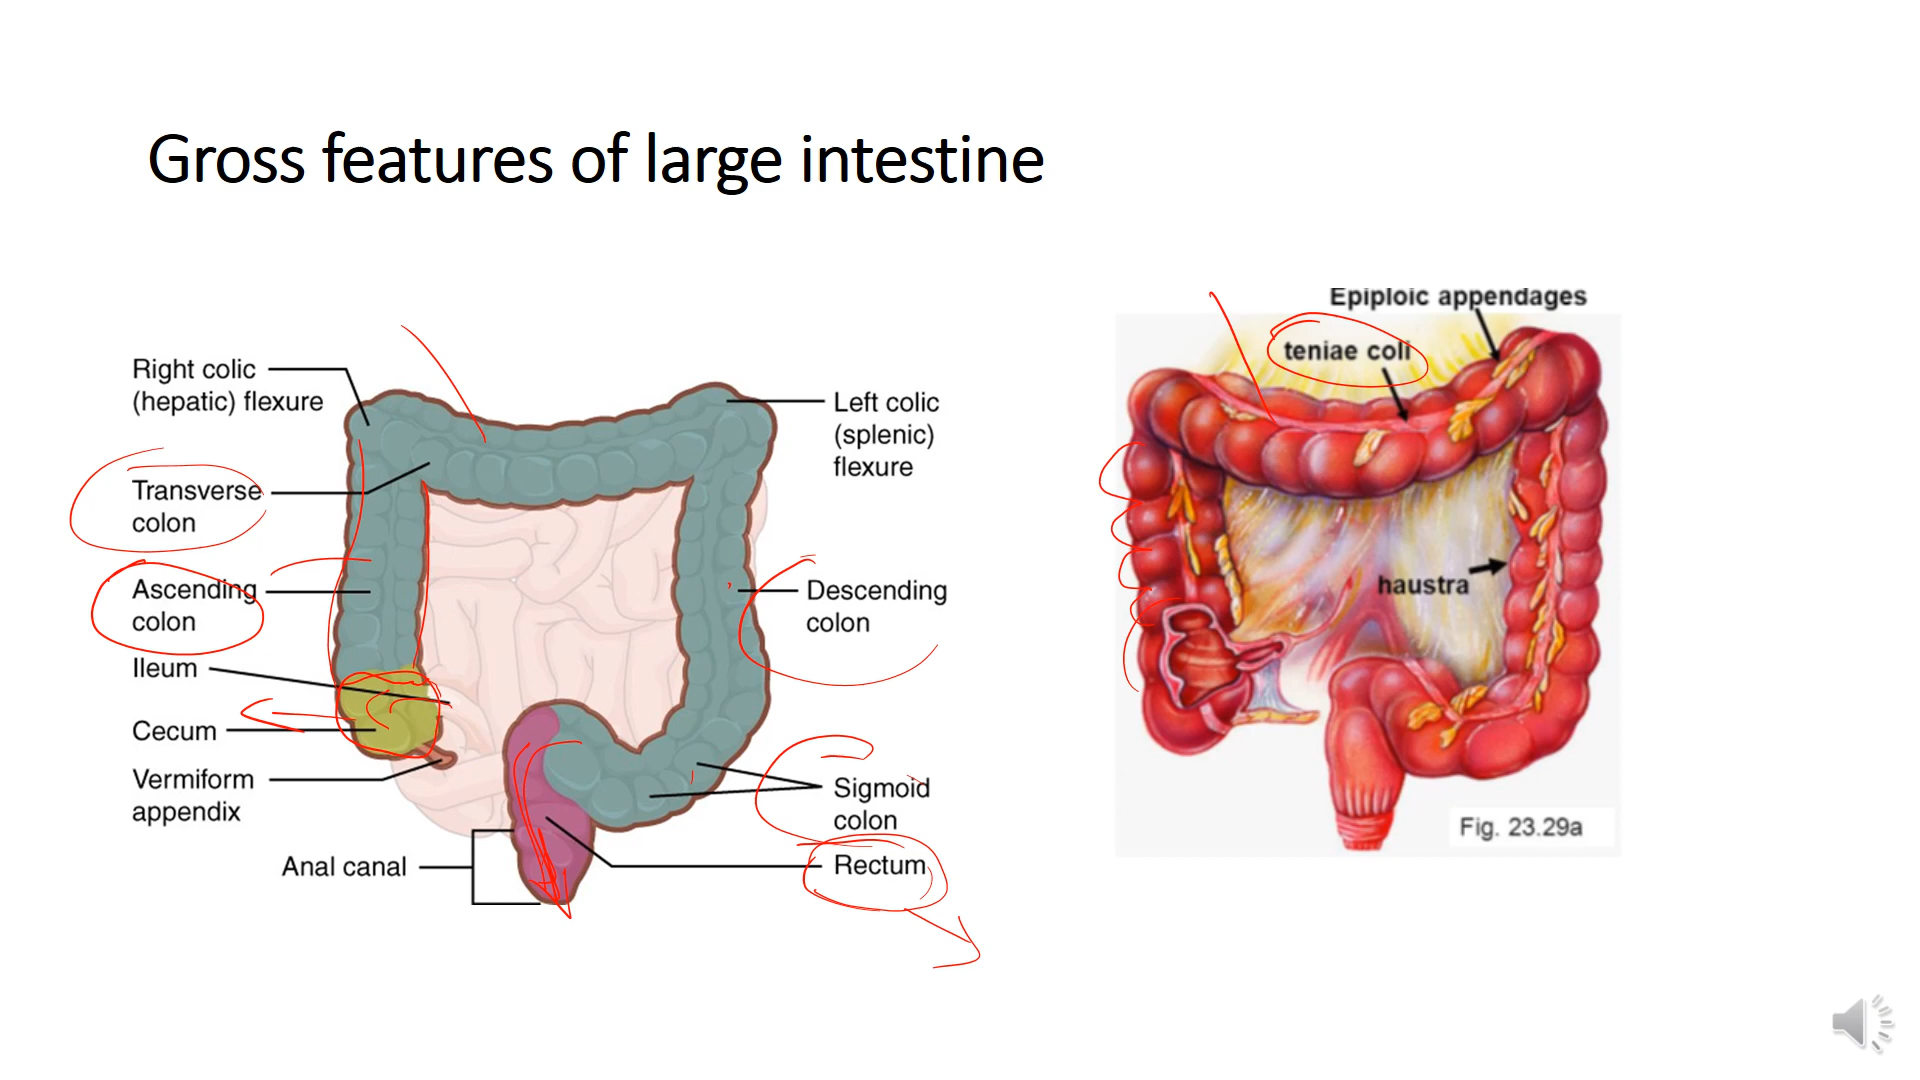 Gross features of large intestine
Right colic
(hepatic) flexure
Transverse
colon
Ascending
colon
Ileum
Cecum
Vermiform
appendix
Anal canal
Left colic
(splenic)
flexure
Descending
colon
Sigmoid
colon
Rectum
Epiploic appendages
teniae coli
haustra
Fig. 23.29a